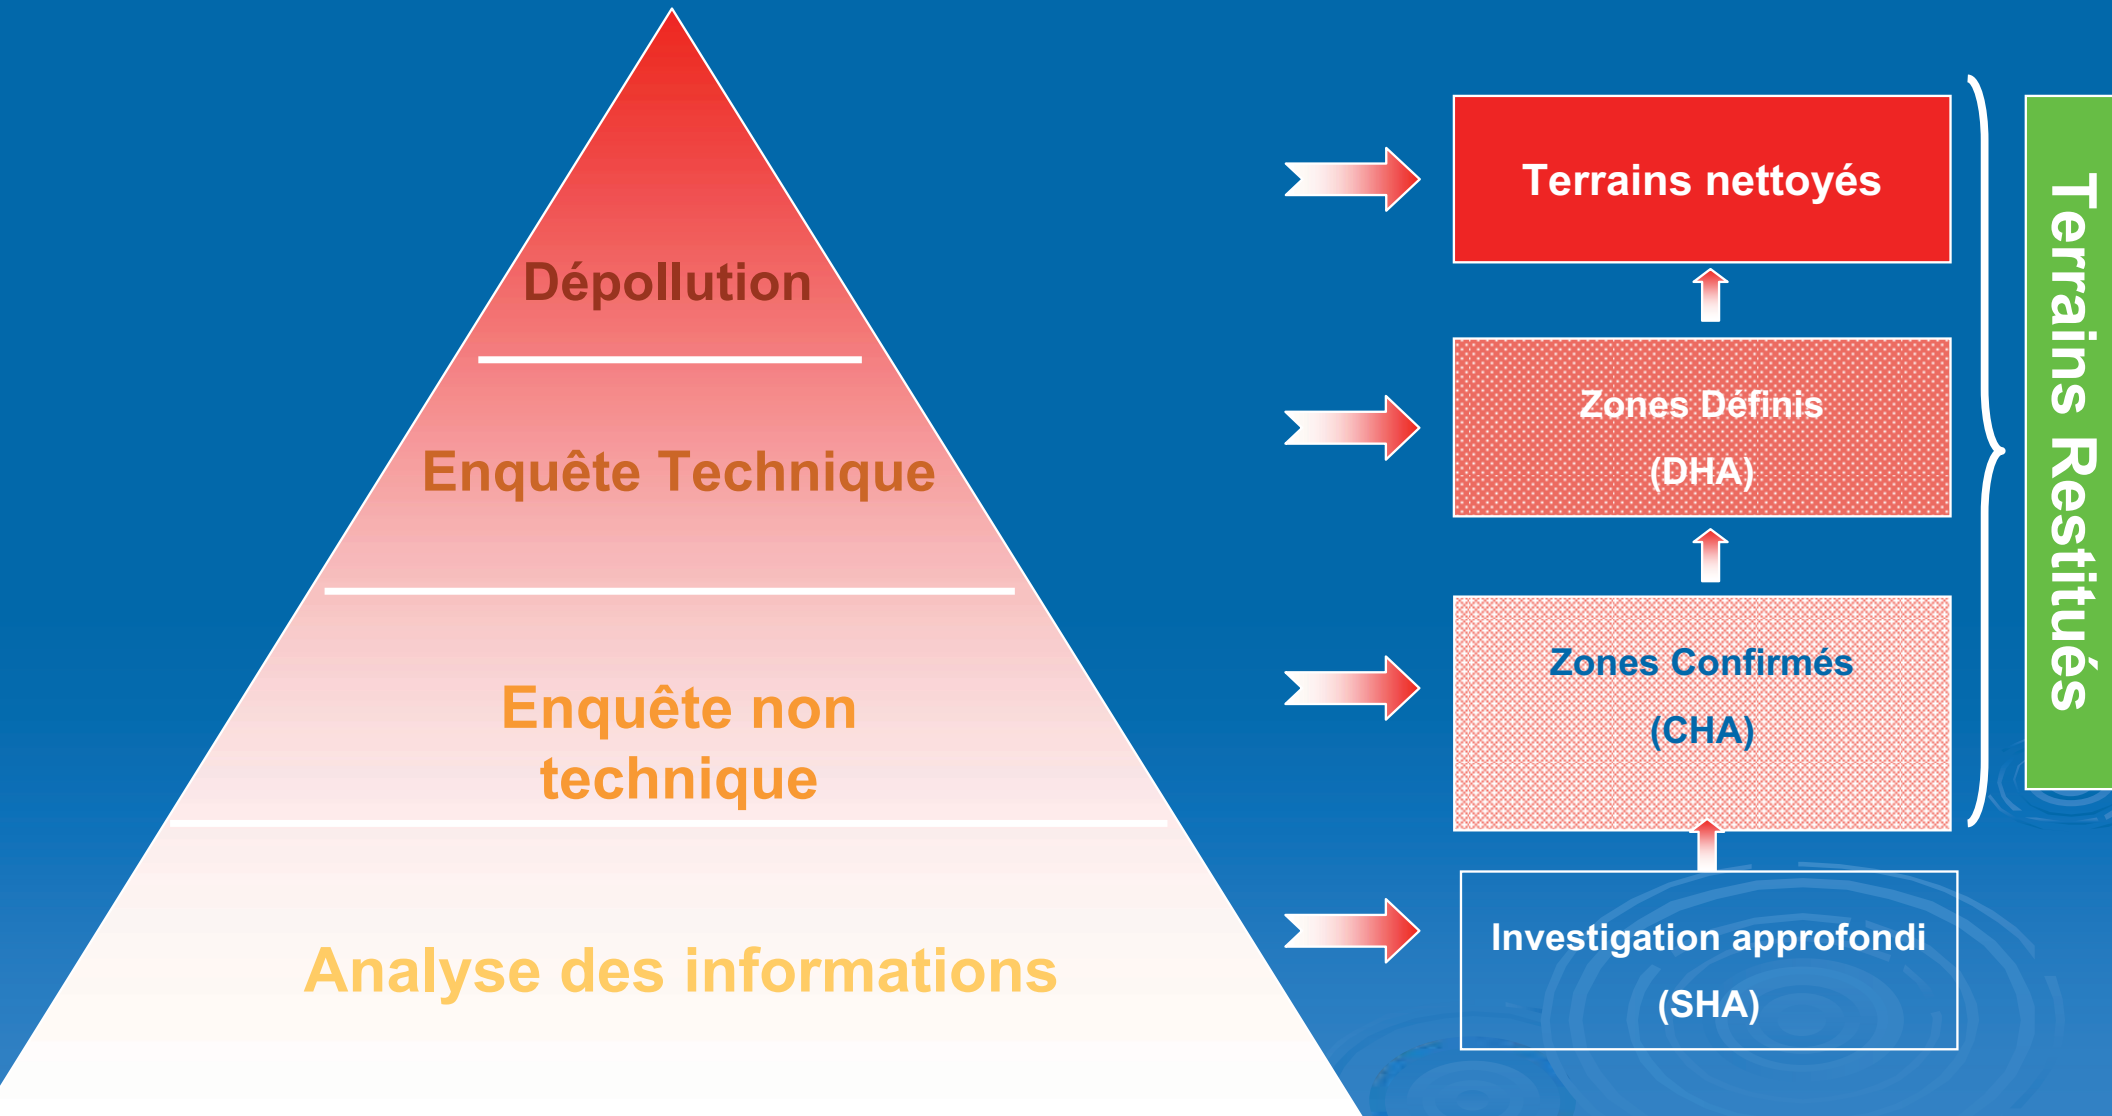 Dépollution
Enquête Technique
Enquête non
technique
Analyse des informations
Terrains nettoyés
Zones Définis
(DHA)
Zones Confirmés
(CHA)
Investigation approfondi
(SHA)
Terrains Restitués